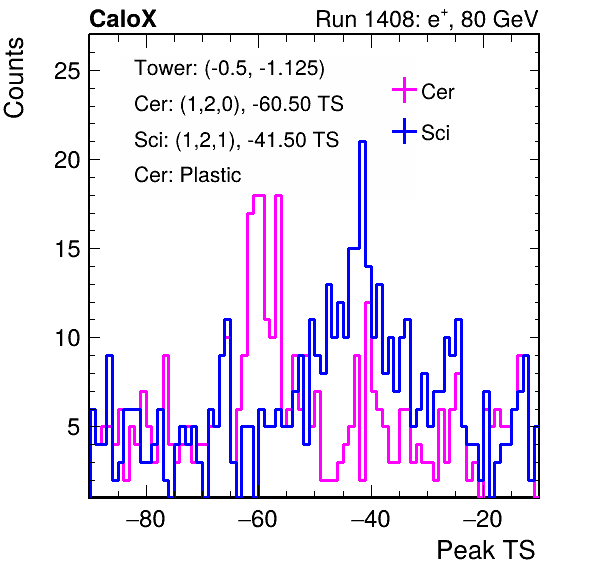 CaloX Run 1408: e⁺, 80 GeV
Counts
25
20
15
10
5
Tower: (-0.5, -1.125)
Cer: (1,2,0), -60.50 TS
Sci: (1,2,1), -41.50 TS
Cer: Plastic
Cer
Sci
−80 −60 −40 −20
Peak TS